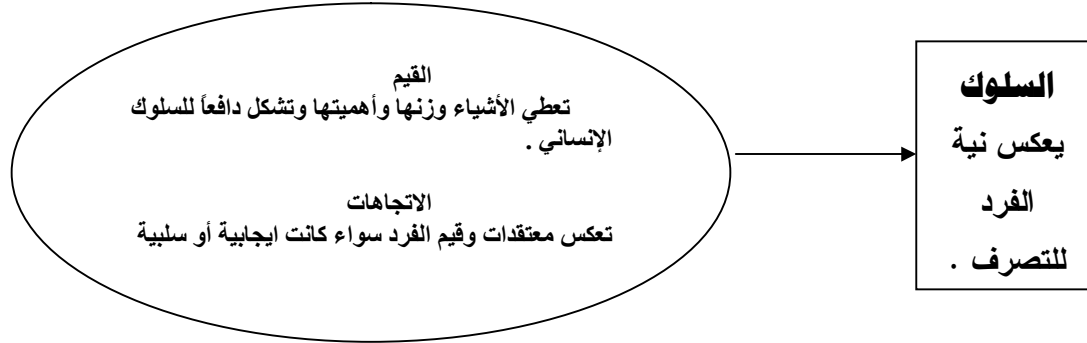 القيم
تعطي الأشياء وزنها وأهميتها وتشكل دافعاً للسلوك
الإنساني .
الاتجاهات
تعكس معتقدات وقيم الفرد سواء كانت ايجابية أو سلبية
السلوك
يعكس نية
الفرد
للتصرف .